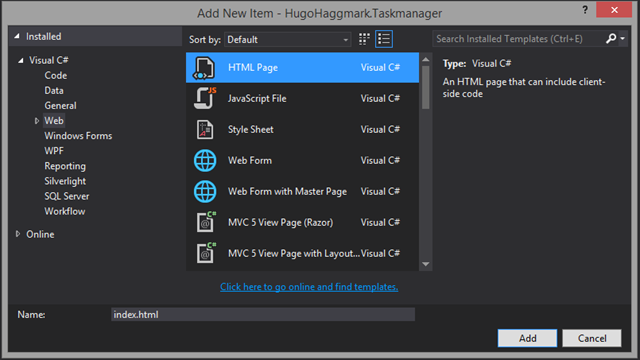 Add New Item - HugoHaggmark.Taskmanager
Installed
Visual C#
Code
Data
General
Web
Windows Forms
WPF
Reporting
Silverlight
SQL Server
Workflow
Online
Sort by: Default
HTML Page Visual C#
JavaScript File Visual C#
Style Sheet Visual C#
Web Form Visual C#
Web Form with Master Page Visual C#
MVC 5 View Page (Razor) Visual C#
MVC 5 View Page with Layout... Visual C#
Click here to go online and find templates.
Search Installed Templates (Ctrl+E)
Type: Visual C#
An HTML page that can include client-
side code
Name: index.html
Add Cancel